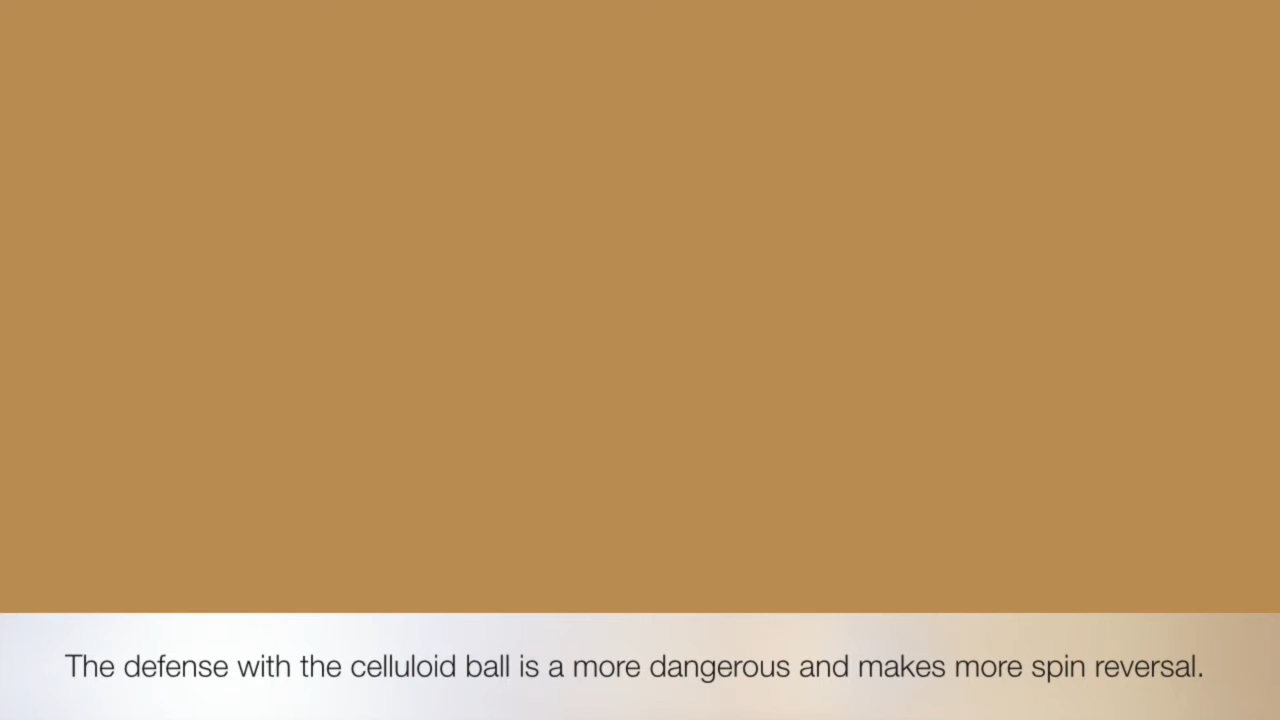 The defense with the celluloid ball is a more dangerous and makes more spin reversal.